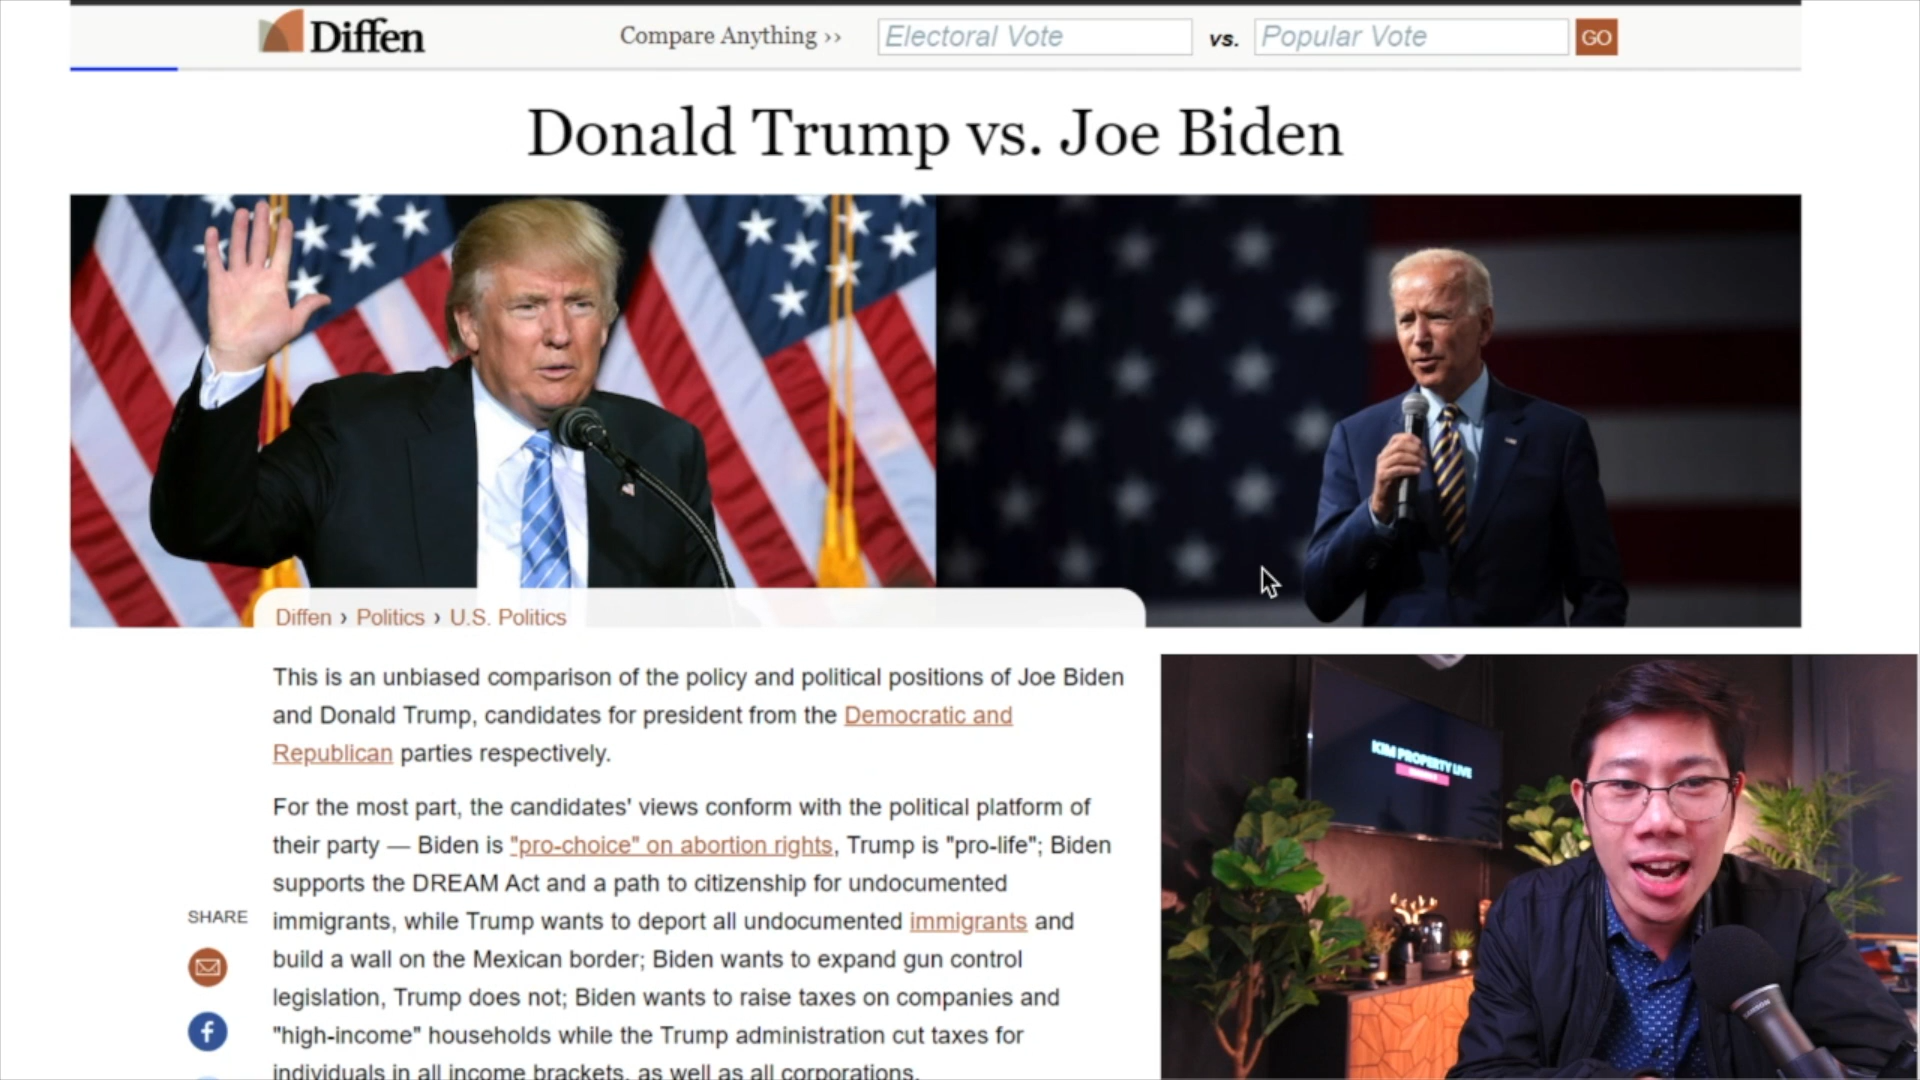 Diffen
Compare Anything ››
Electoral Vote
vs.
Popular Vote
GO
Donald Trump vs. Joe Biden
Diffen › Politics › U.S. Politics
This is an unbiased comparison of the policy and political positions of Joe Biden
and Donald Trump, candidates for president from the Democratic and
Republican parties respectively.
For the most part, the candidates' views conform with the political platform of
their party — Biden is "pro-choice" on abortion rights, Trump is "pro-life"; Biden
supports the DREAM Act and a path to citizenship for undocumented
immigrants, while Trump wants to deport all undocumented immigrants and
build a wall on the Mexican border; Biden wants to expand gun control
legislation, Trump does not; Biden wants to raise taxes on companies and
"high-income" households while the Trump administration cut taxes for
individuals in all income brackets, as well as all corporations.
SHARE
KIM PROPERTY LIVE